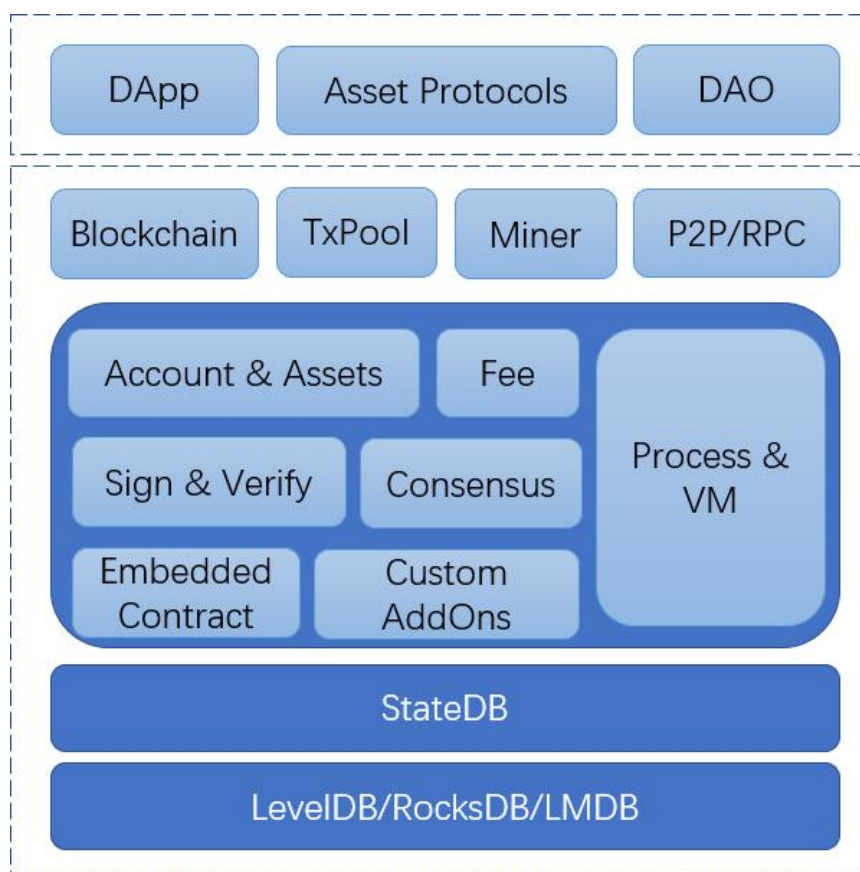 DApp
Asset Protocols
DAO
Blockchain
TxPool
Miner
P2P/RPC
Account & Assets
Fee
Process &
VM
Sign & Verify
Consensus
Embedded
Contract
Custom
AddOns
StateDB
LevelDB/RocksDB/LMDB